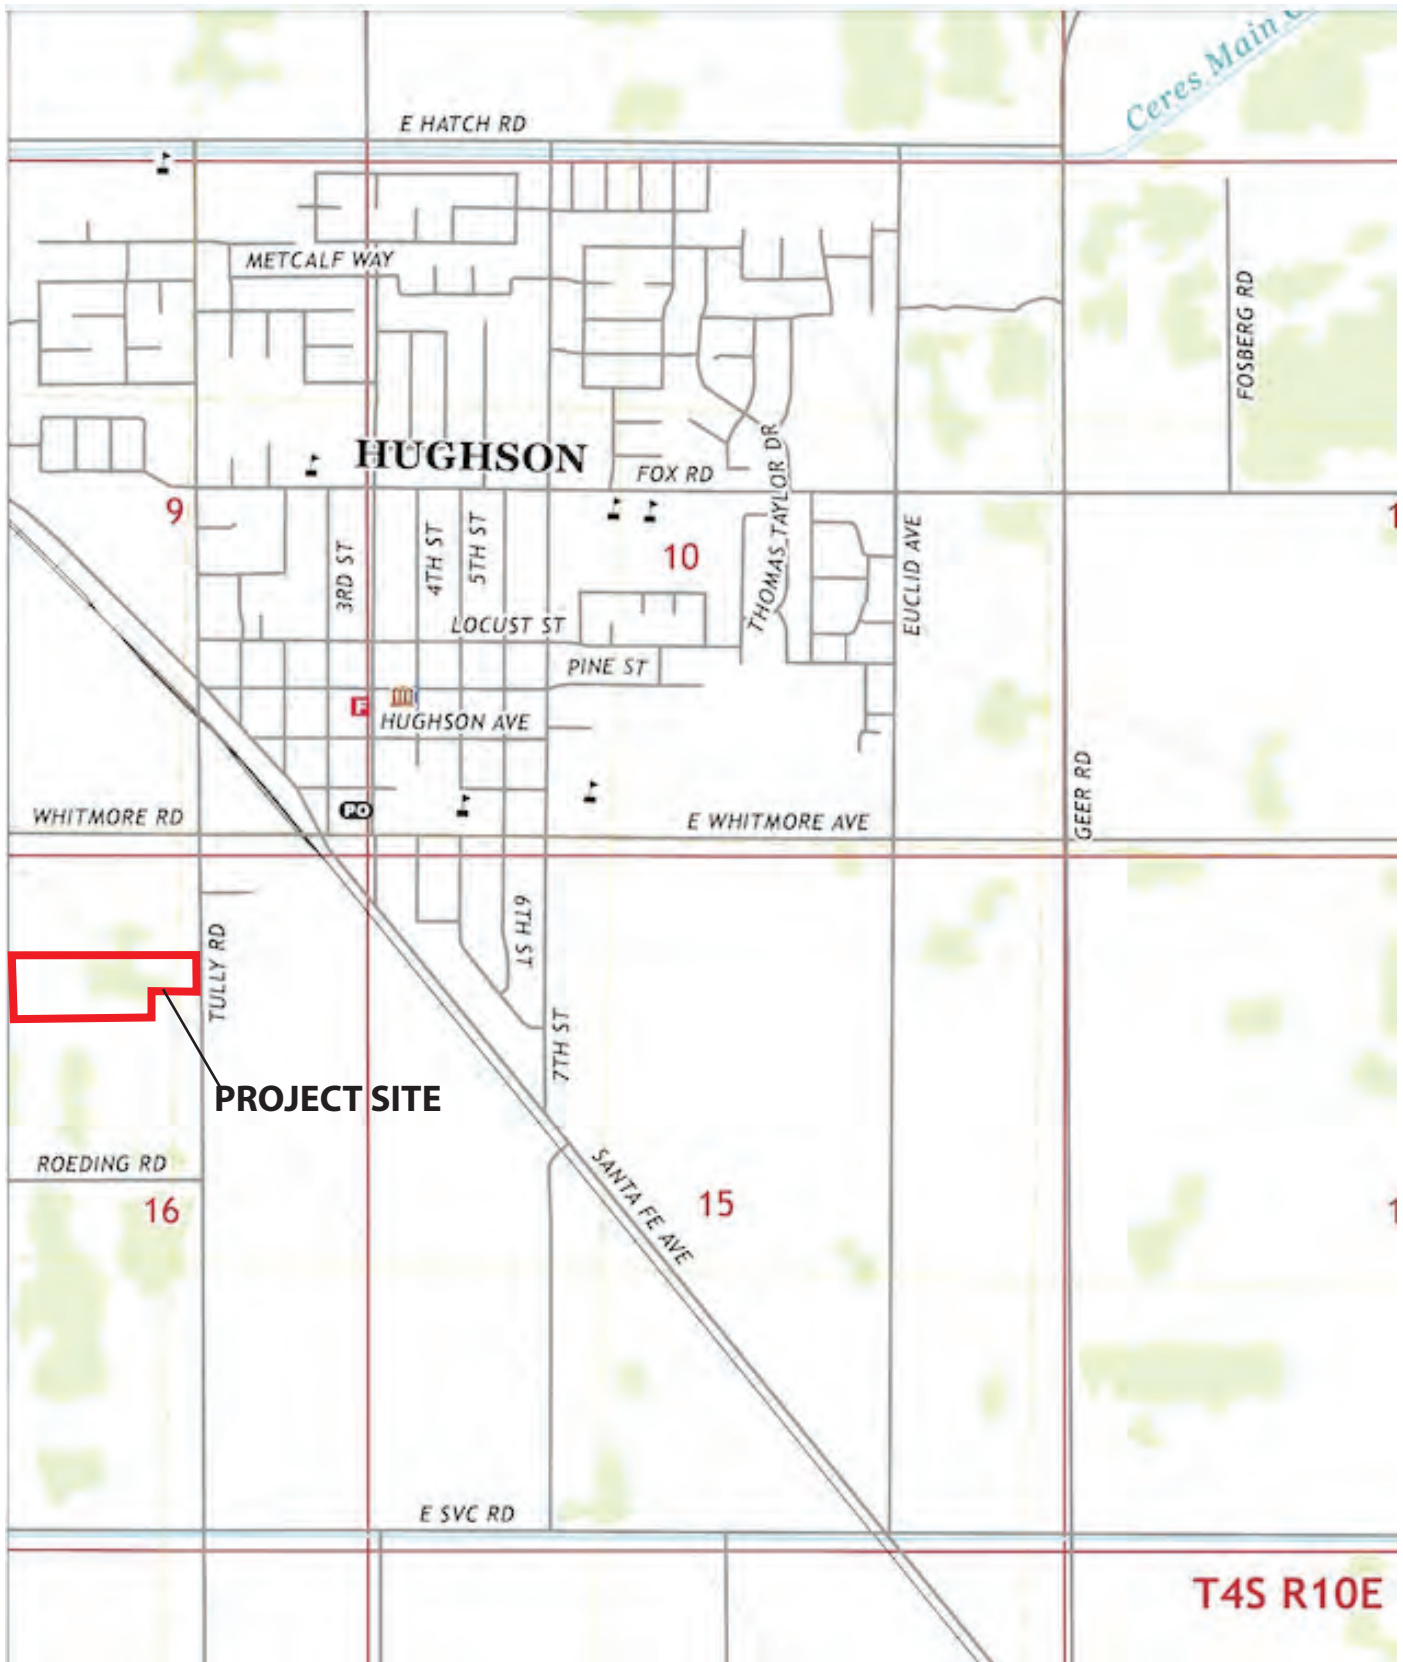 Ceres Main
E HATCH RD
METCALF WAY
FOSBERG RD
HUGHSON
FOX RD
THOMAS TAYLOR DR
9
10
1
3RD ST
4TH ST
5TH ST
EUCLID AVE
LOCUST ST
PINE ST
F
HUGHSON AVE
GEER RD
PO
WHITMORE RD
E WHITMORE AVE
6TH ST
TULLY RD
7TH ST
PROJECT SITE
ROEDING RD
SANTA FE AVE
16
15
1
E SVC RD
T4S R10E